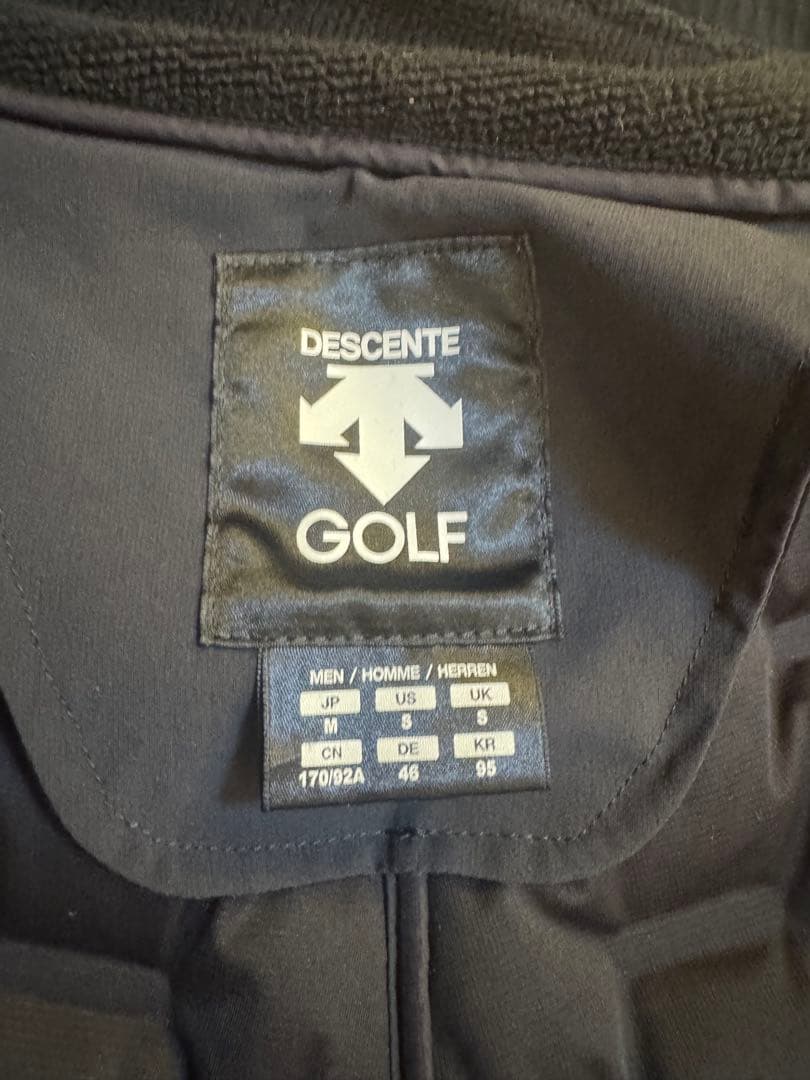 DESCENTE
GOLF
MEN / HOMME / HERREN
JP US UK
M S S
CN DE KR
170/92A 46 95